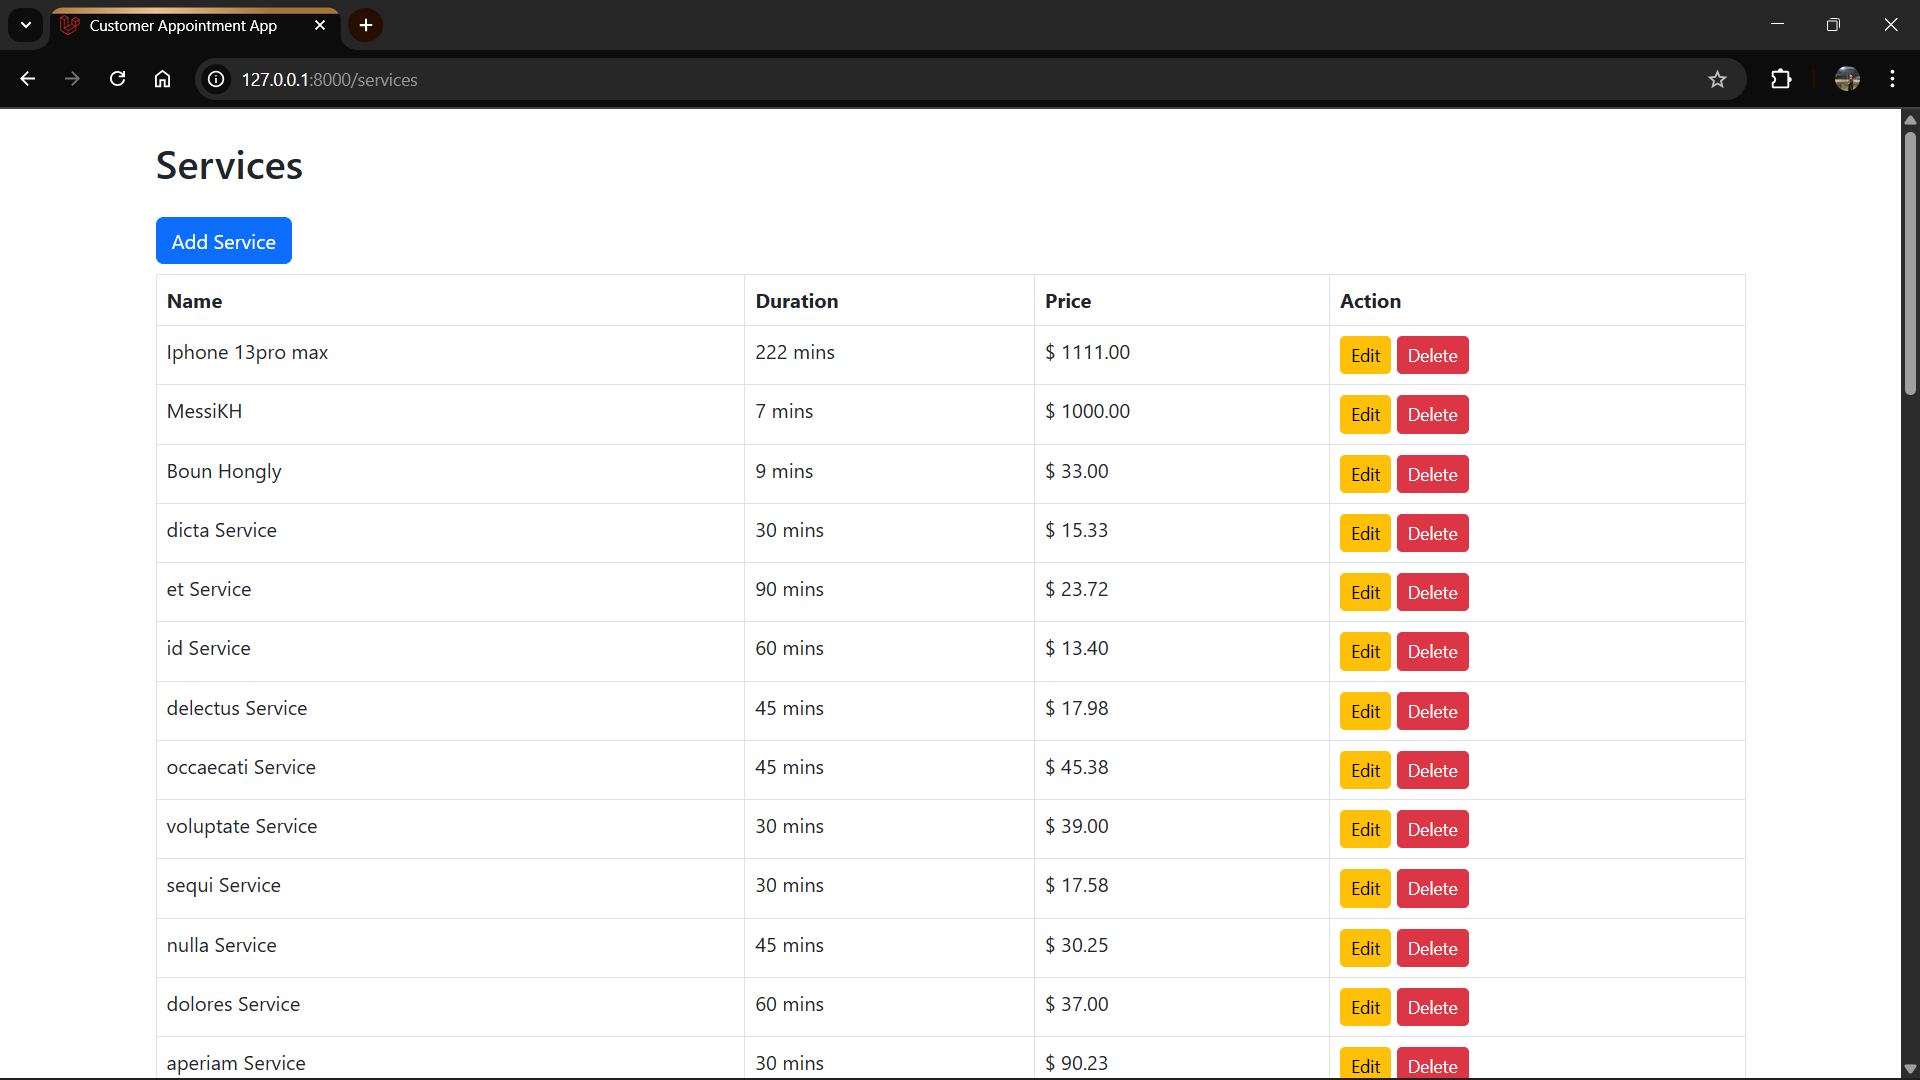 Customer Appointment App
127.0.0.1:8000/services
Services
Add Service
Name Duration Price Action
Iphone 13pro max 222 mins $ 1111.00 Edit Delete
MessiKH 7 mins $ 1000.00 Edit Delete
Boun Hongly 9 mins $ 33.00 Edit Delete
dicta Service 30 mins $ 15.33 Edit Delete
et Service 90 mins $ 23.72 Edit Delete
id Service 60 mins $ 13.40 Edit Delete
delectus Service 45 mins $ 17.98 Edit Delete
occaecati Service 45 mins $ 45.38 Edit Delete
voluptate Service 30 mins $ 39.00 Edit Delete
sequi Service 30 mins $ 17.58 Edit Delete
nulla Service 45 mins $ 30.25 Edit Delete
dolores Service 60 mins $ 37.00 Edit Delete
aperiam Service 30 mins $ 90.23 Edit Delete